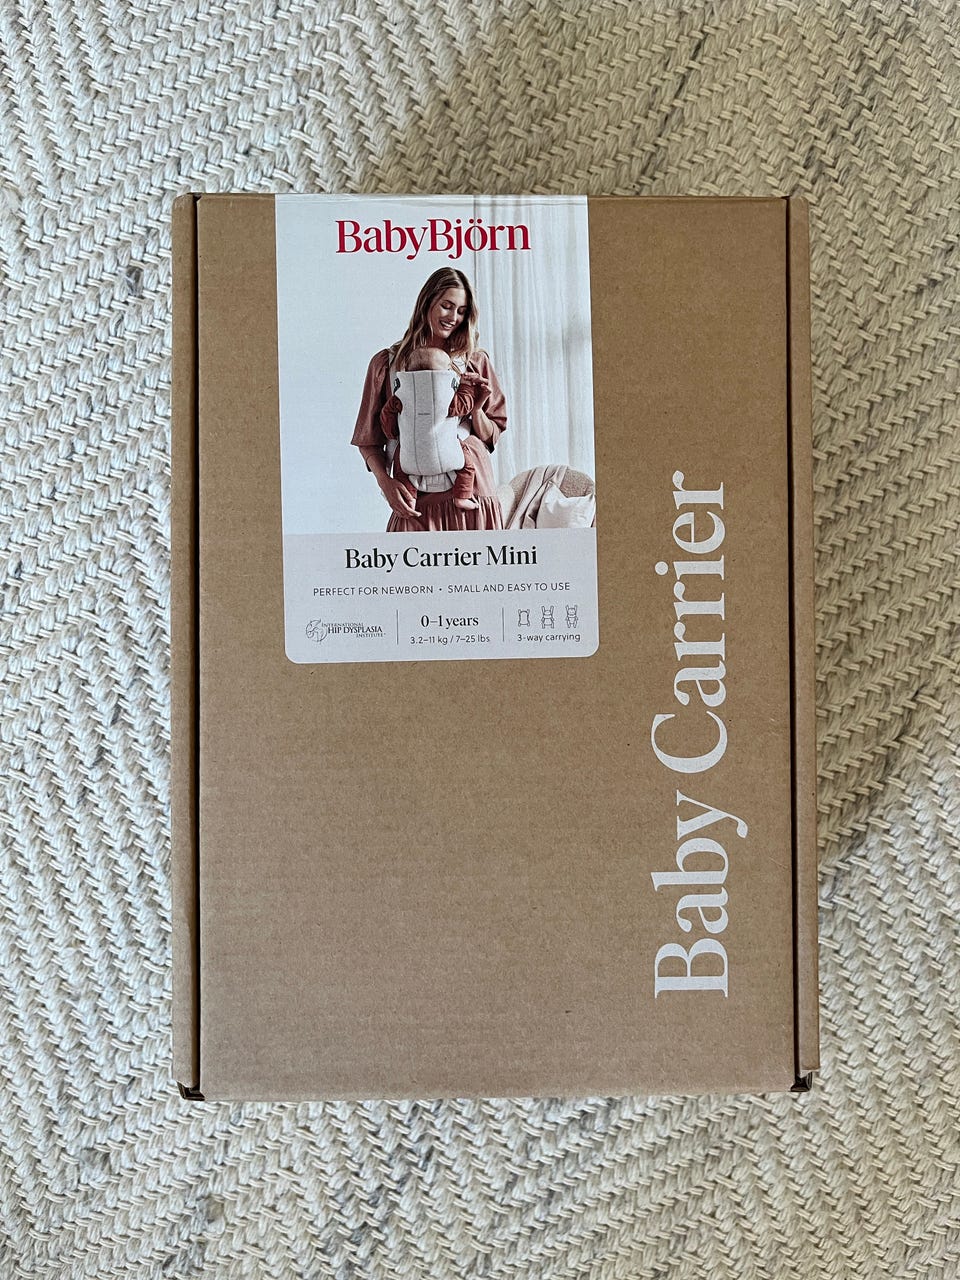 BabyBjörn
Baby Carrier Mini
PERFECT FOR NEWBORN • SMALL AND EASY TO USE
INTERNATIONAL
HIP DYSPLASIA
INSTITUTE
0–1 years
3.2–11 kg / 7–25 lbs
3-way carrying
Baby Carrier